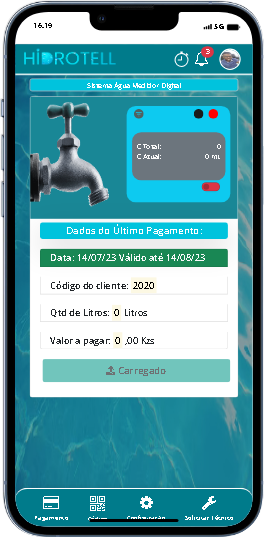 16.19
5G
HIDROTELL
3
Sistema Água Medidor Digital
C Total: 0
C Atual: 0 mL
Dados do Último Pagamento:
Data: 14/07/23 Válido até 14/08/23
Código do cliente: 2020
Qtd de Litros: 0 Litros
Valor a pagar: 0 ,00 Kzs
Carregado
Pagamento
Solicitar Técnico